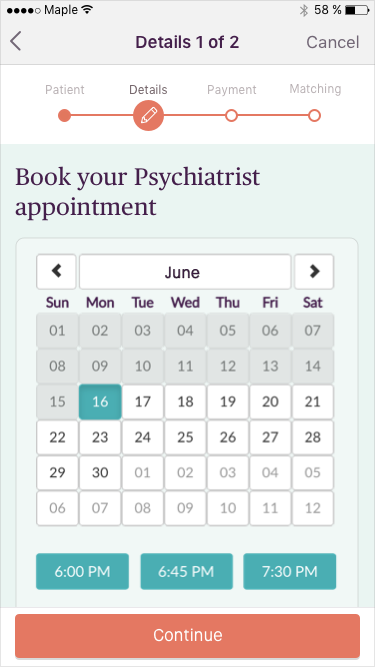 Maple 58 %
Details 1 of 2 Cancel
Patient Details Payment Matching
Book your Psychiatrist
appointment
June
Sun Mon Tue Wed Thu Fri Sat
01 02 03 04 05 06 07
08 09 10 11 12 13 14
15 16 17 18 19 20 21
22 23 24 25 26 27 28
29 30 01 02 03 04 05
06 07 08 09 10 11 12
6:00 PM 6:45 PM 7:30 PM
Continue